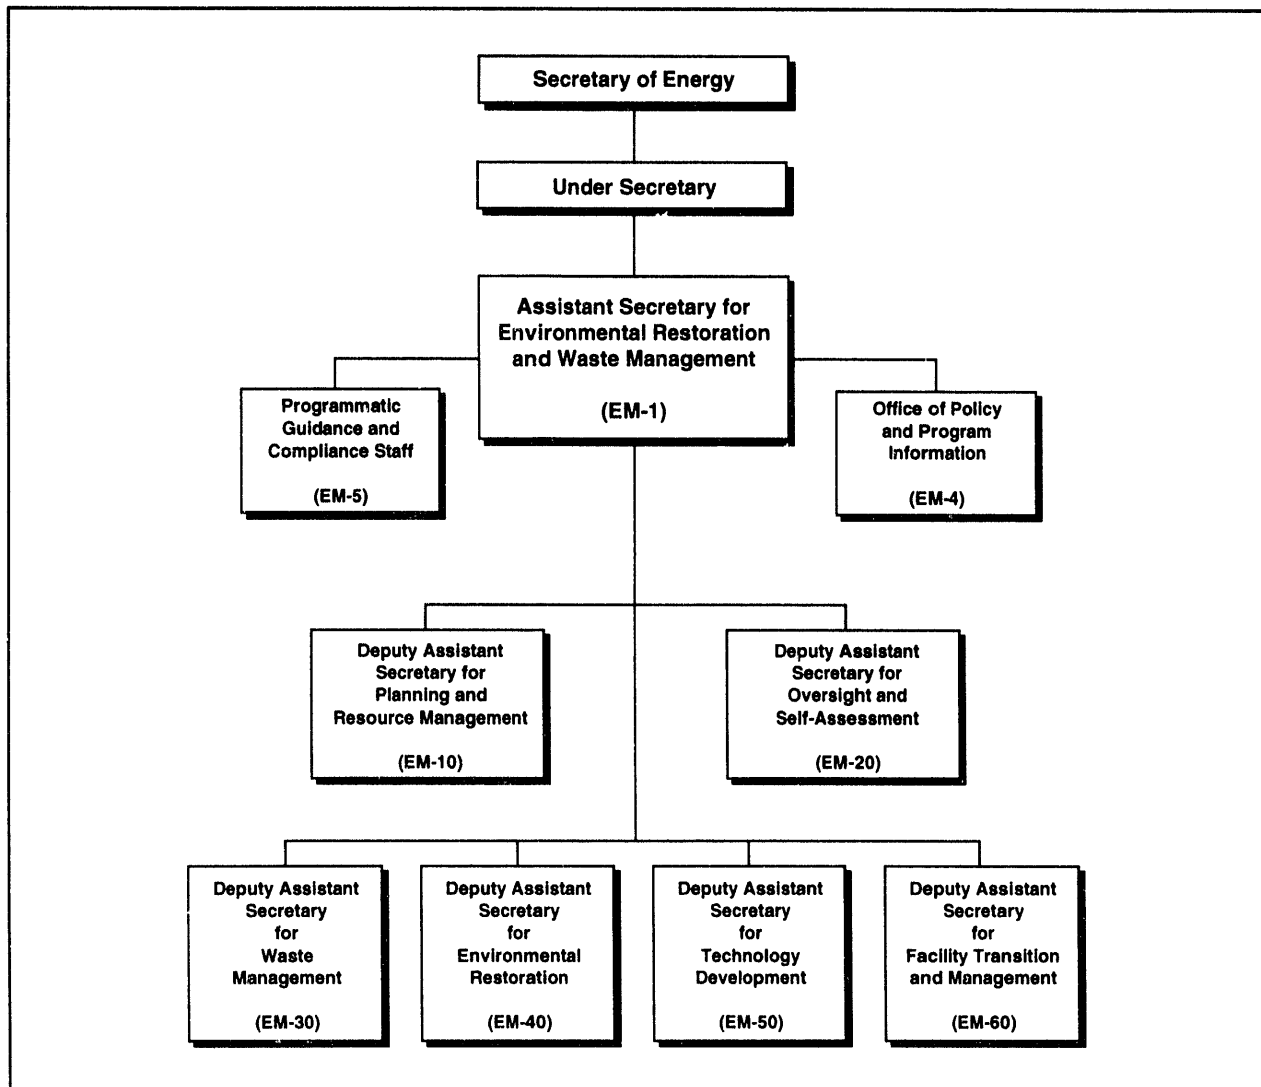 Secretary of Energy
Under Secretary
Assistant Secretary for
Environmental Restoration
and Waste Management
(EM-1)
Programmatic
Guidance and
Compliance Staff
(EM-5)
Office of Policy
and Program
Information
(EM-4)
Deputy Assistant
Secretary for
Planning and
Resource Management
(EM-10)
Deputy Assistant
Secretary for
Oversight and
Self-Assessment
(EM-20)
Deputy Assistant
Secretary
for
Waste
Management
(EM-30)
Deputy Assistant
Secretary
for
Environmental
Restoration
(EM-40)
Deputy Assistant
Secretary
for
Technology
Development
(EM-50)
Deputy Assistant
Secretary
for
Facility Transition
and Management
(EM-60)